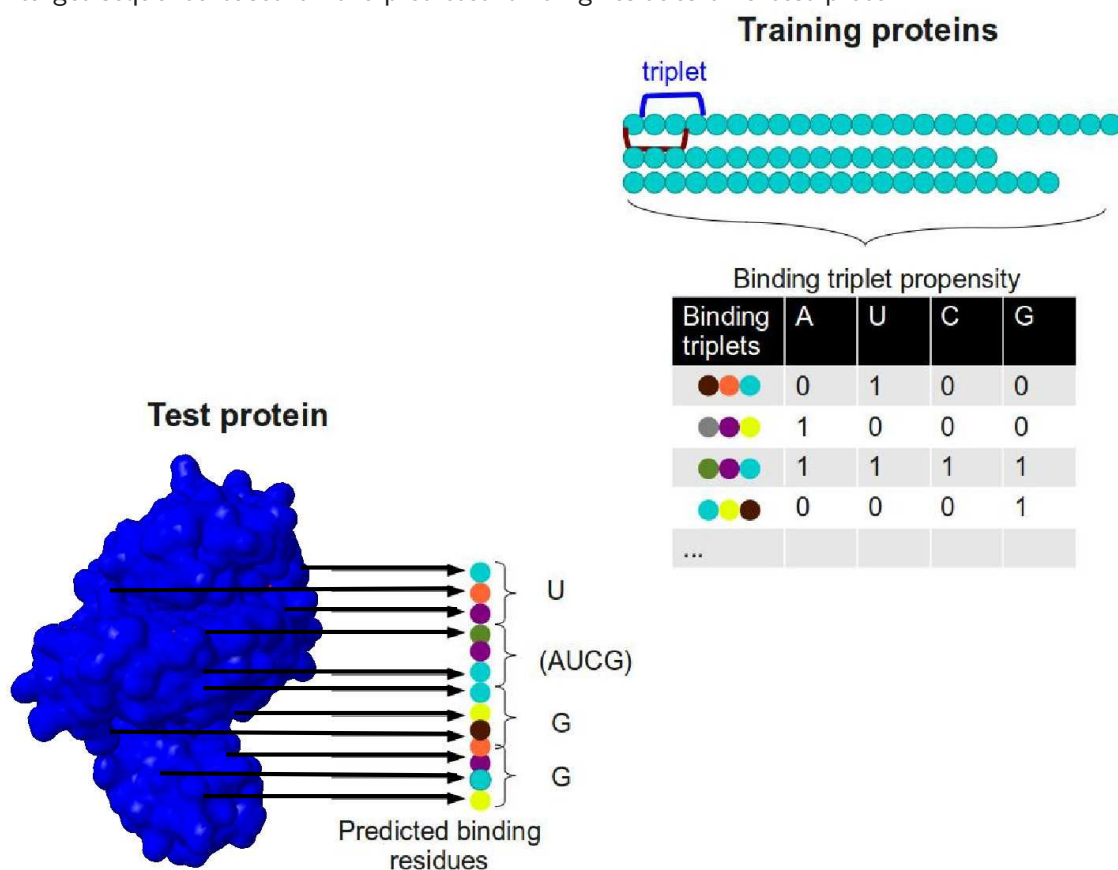 Training proteins
triplet
Binding triplet propensity
Binding triplets A U C G
0 1 0 0
1 0 0 0
1 1 1 1
0 0 0 1
...
Test protein
U
(AUCG)
G
G
Predicted binding
residues